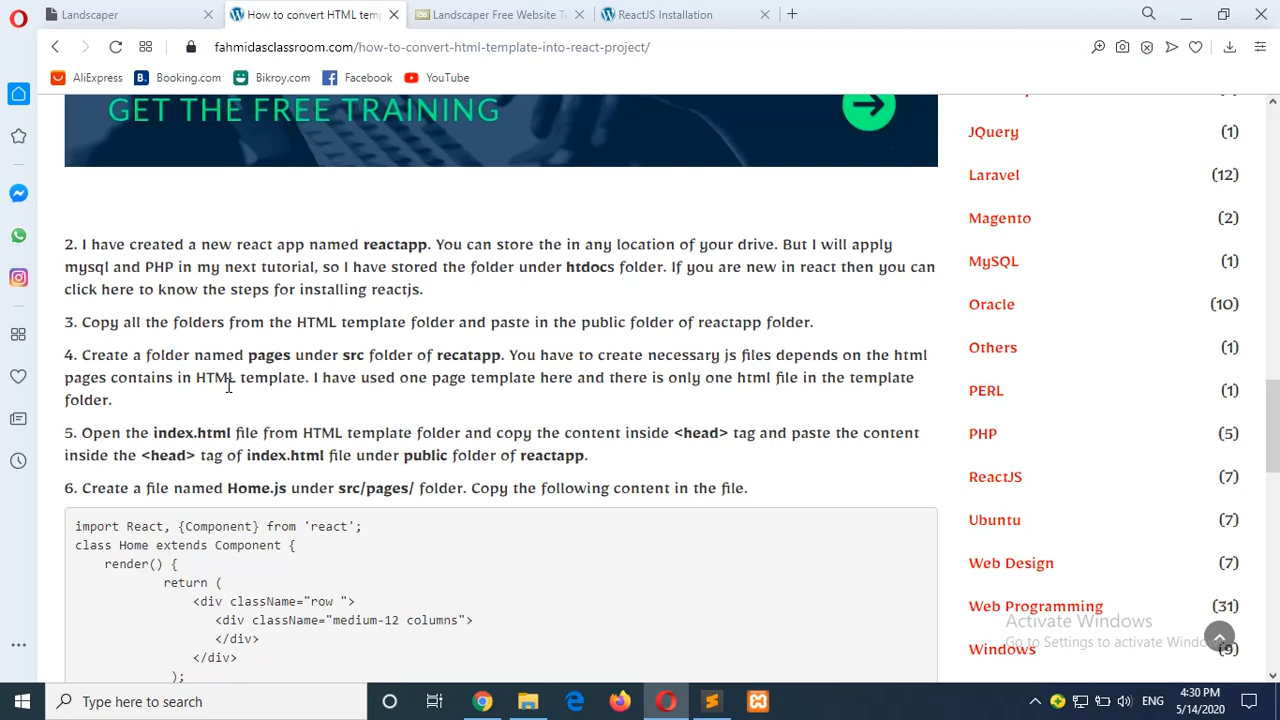 Landscaper
How to convert HTML tem
Landscaper Free Website T
ReactJS Installation
fahmidasclassroom.com/how-to-convert-html-template-into-react-project/
AliExpress
B. Booking.com
Bikroy.com
Facebook
YouTube
GET THE FREE TRAINING
2. I have created a new react app named reactapp. You can store the in any location of your drive. But I will apply
mysql and PHP in my next tutorial, so I have stored the folder under htdocs folder. If you are new in react then you can
click here to know the steps for installing reactjs.
3. Copy all the folders from the HTML template folder and paste in the public folder of reactapp folder.
4. Create a folder named pages under src folder of recatapp. You have to create necessary js files depends on the html
pages contains in HTML template. I have used one page template here and there is only one html file in the template
folder.
5. Open the index.html file from HTML template folder and copy the content inside <head> tag and paste the content
inside the <head> tag of index.html file under public folder of reactapp.
6. Create a file named Home.js under src/pages/ folder. Copy the following content in the file.
import React, {Component} from 'react';
class Home extends Component {
render() {
return (
<div className="row ">
<div className="medium-12 columns">
</div>
</div>
);
JQuery (1)
Laravel (12)
Magento (2)
MySQL (1)
Oracle (10)
Others (1)
PERL (1)
PHP (5)
ReactJS (7)
Ubuntu (7)
Web Design (7)
Web Programming (31)
Windows (9)
Activate Windows
Go to Settings to activate Windows.
Type here to search
ENG
4:30 PM
5/14/2020